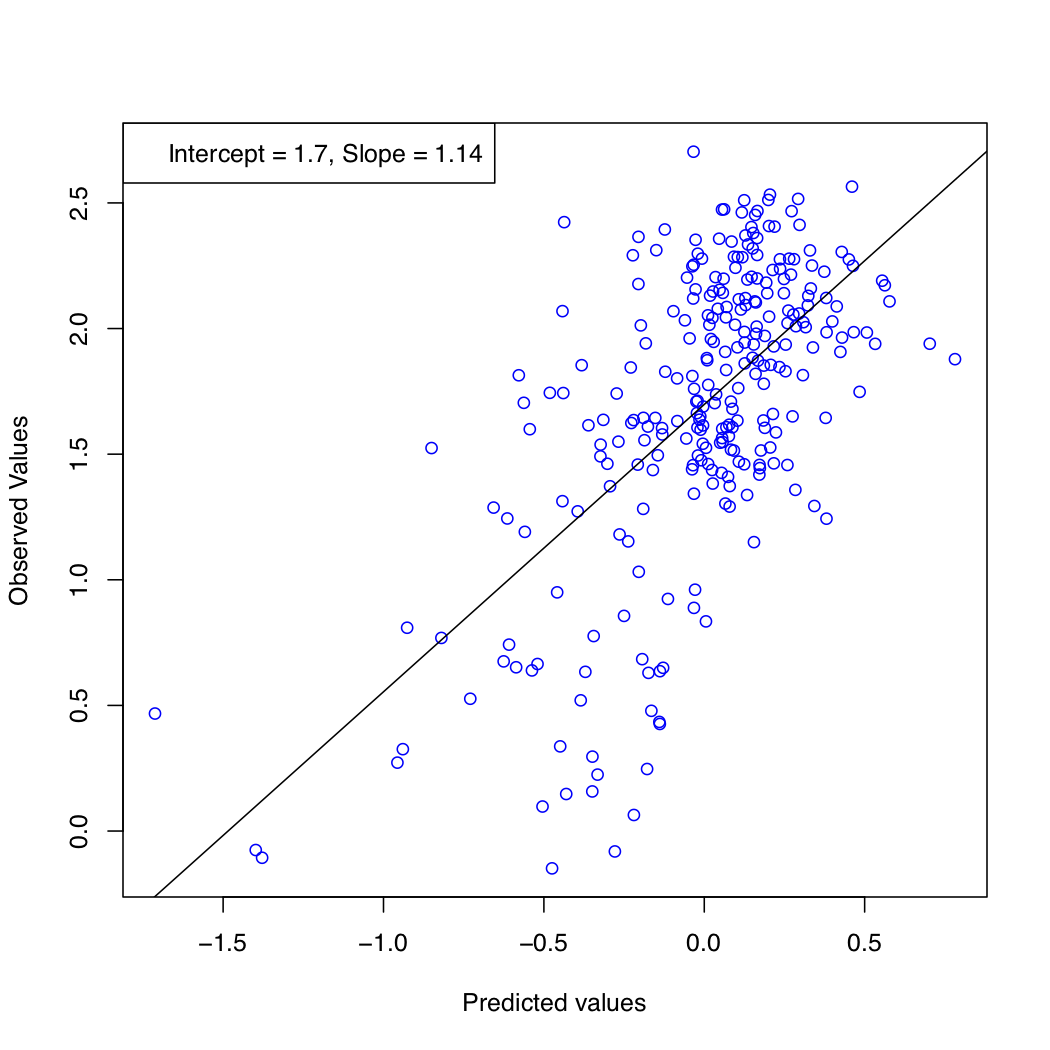 Intercept = 1.7, Slope = 1.14
Observed Values
2.5
2.0
1.5
1.0
0.5
0.0
−1.5 −1.0 −0.5 0.0 0.5
Predicted values